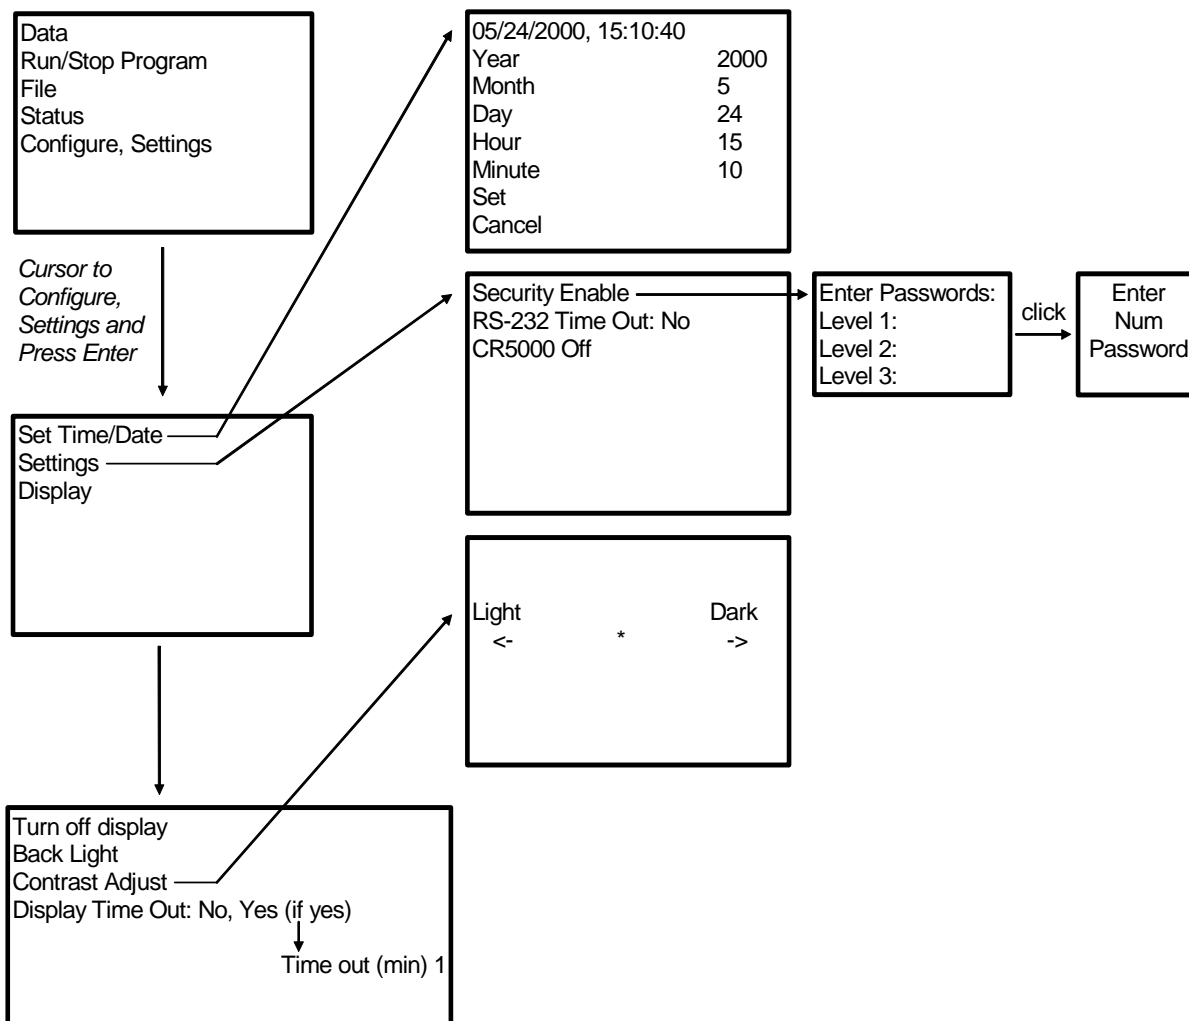 Data
Run/Stop Program
File
Status
Configure, Settings
Cursor to
Configure,
Settings and
Press Enter
Set Time/Date
Settings
Display
05/24/2000, 15:10:40
Year 2000
Month 5
Day 24
Hour 15
Minute 10
Set
Cancel
Security Enable
RS-232 Time Out: No
CR5000 Off
Enter Passwords:
Level 1:
Level 2:
Level 3:
click
Enter
Num
Password
Light Dark
<- * ->
Turn off display
Back Light
Contrast Adjust
Display Time Out: No, Yes (if yes)
Time out (min) 1